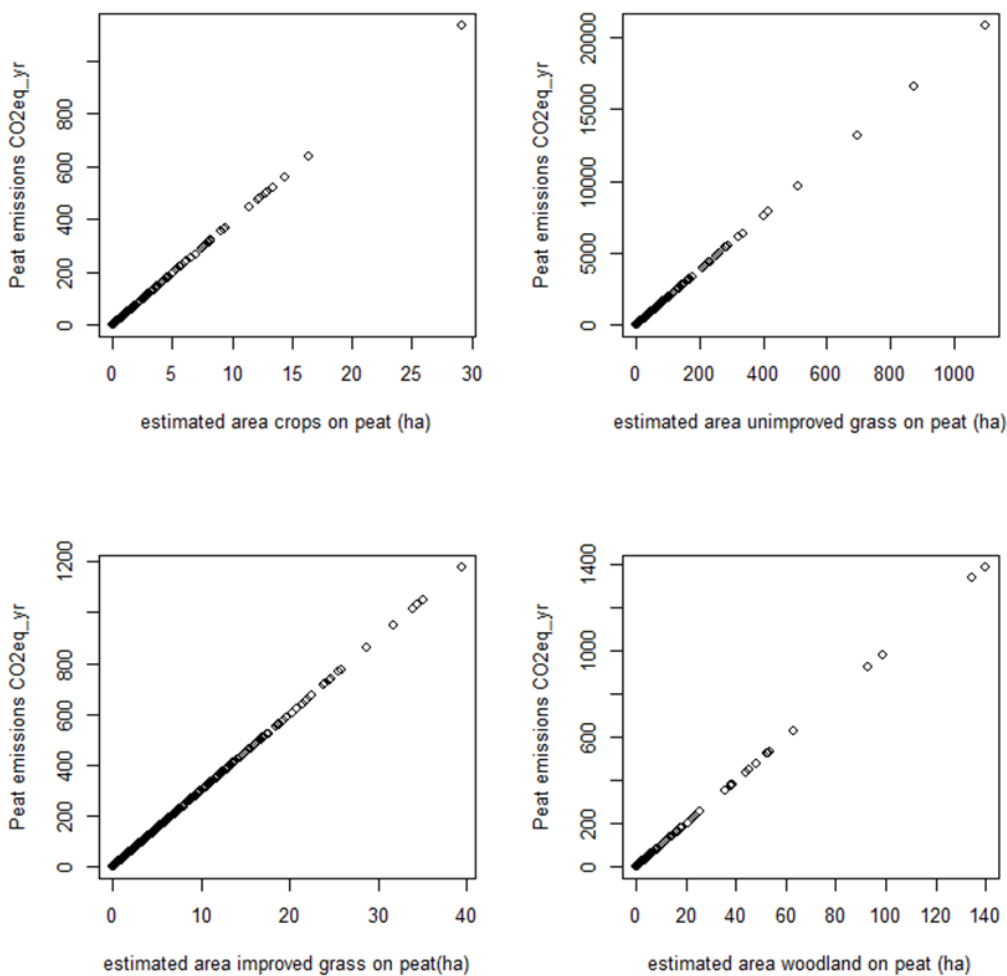 Peat emissions CO2eq_yr
0 200 400 600 800
0 5 10 15 20 25 30
estimated area crops on peat (ha)
Peat emissions CO2eq_yr
0 5000 10000 15000 20000
0 200 400 600 800 1000
estimated area unimproved grass on peat (ha)
Peat emissions CO2eq_yr
0 200 400 600 800 1200
0 10 20 30 40
estimated area improved grass on peat(ha)
Peat emissions CO2eq_yr
0 200 600 1000 1400
0 20 40 60 80 100 120 140
estimated area woodland on peat (ha)